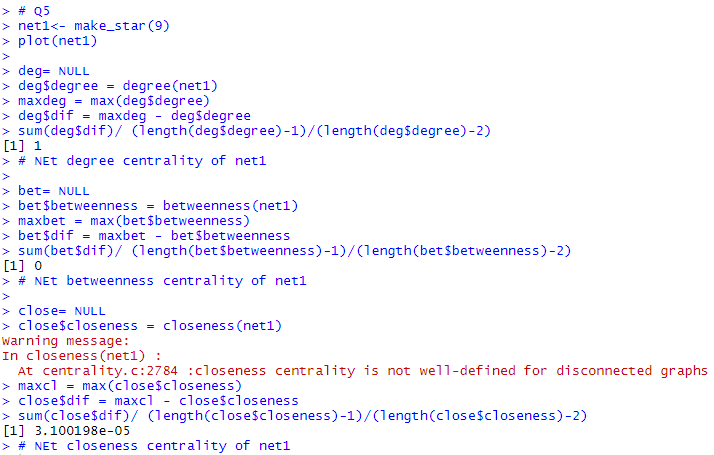 > # Q5
> net1<- make_star(9)
> plot(net1)
>
> deg= NULL
> deg$degree = degree(net1)
> maxdeg = max(deg$degree)
> deg$dif = maxdeg - deg$degree
> sum(deg$dif)/ (length(deg$degree)-1)/(length(deg$degree)-2)
[1] 1
> # NEt degree centrality of net1
>
> bet= NULL
> bet$betweenness = betweenness(net1)
> maxbet = max(bet$betweenness)
> bet$dif = maxbet - bet$betweenness
> sum(bet$dif)/ (length(bet$betweenness)-1)/(length(bet$betweenness)-2)
[1] 0
> # NEt betweenness centrality of net1
>
> close= NULL
> close$closeness = closeness(net1)
Warning message:
In closeness(net1) :
  At centrality.c:2784 :closeness centrality is not well-defined for disconnected graphs
> maxcl = max(close$closeness)
> close$dif = maxcl - close$closeness
> sum(close$dif)/ (length(close$closeness)-1)/(length(close$closeness)-2)
[1] 3.100198e-05
> # NEt closeness centrality of net1